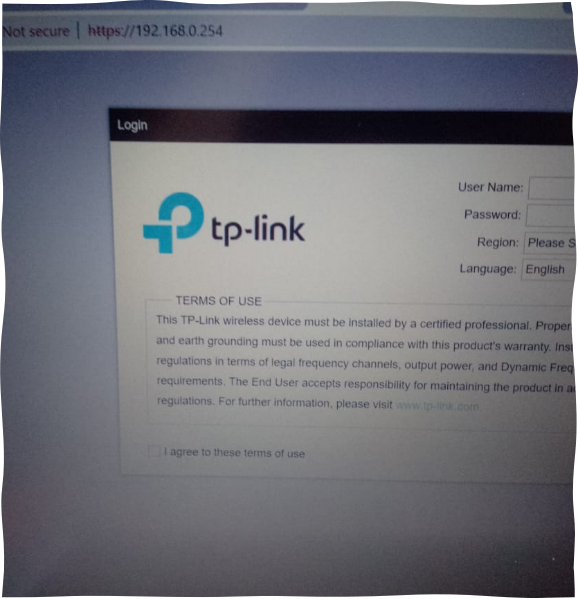 Not secure | https://192.168.0.254
Login
tp-link
User Name:
Password:
Region: Please S
Language: English
TERMS OF USE
This TP-Link wireless device must be installed by a certified professional. Proper
and earth grounding must be used in compliance with this product's warranty. Inst
regulations in terms of legal frequency channels, output power, and Dynamic Freq
requirements. The End User accepts responsibility for maintaining the product in a
regulations. For further information, please visit www.tp-link.com
I agree to these terms of use